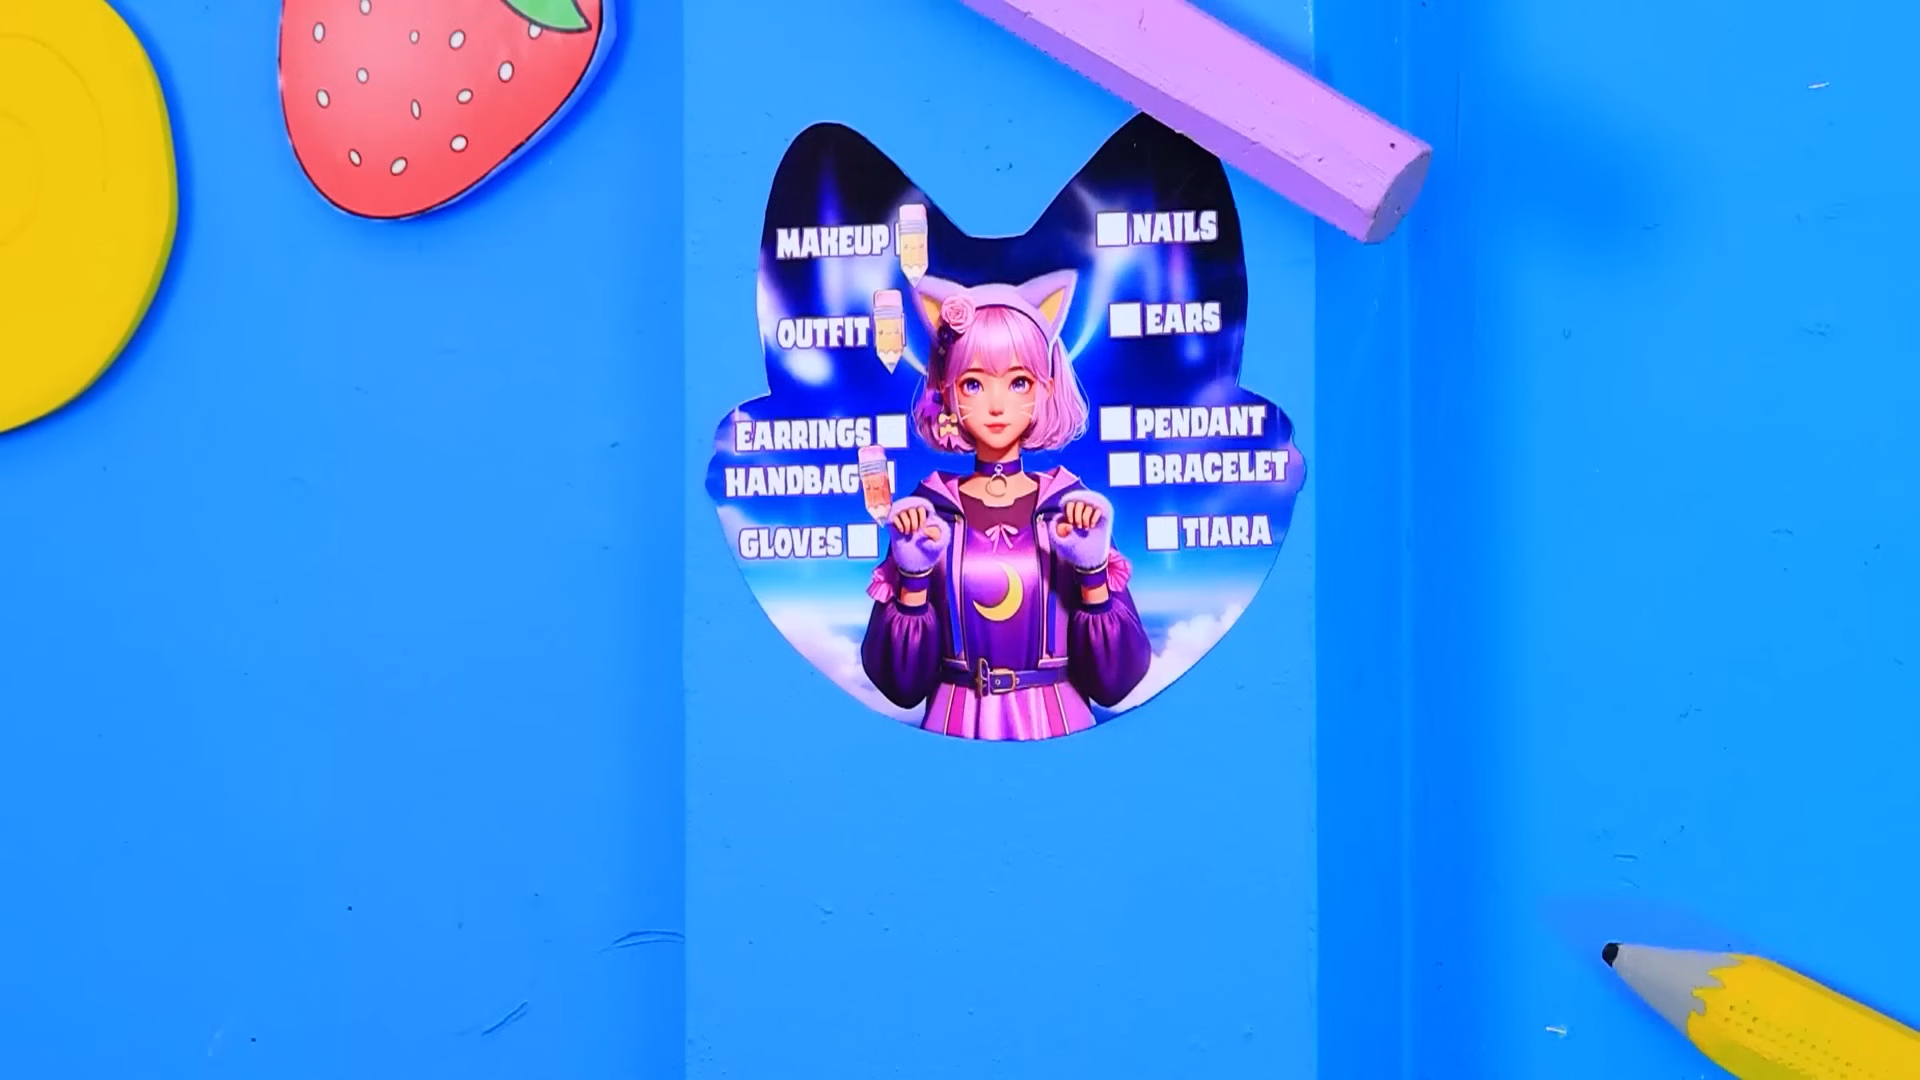 MAKEUP
OUTFIT
EARRINGS
HANDBAG
GLOVES
NAILS
EARS
PENDANT
BRACELET
TIARA